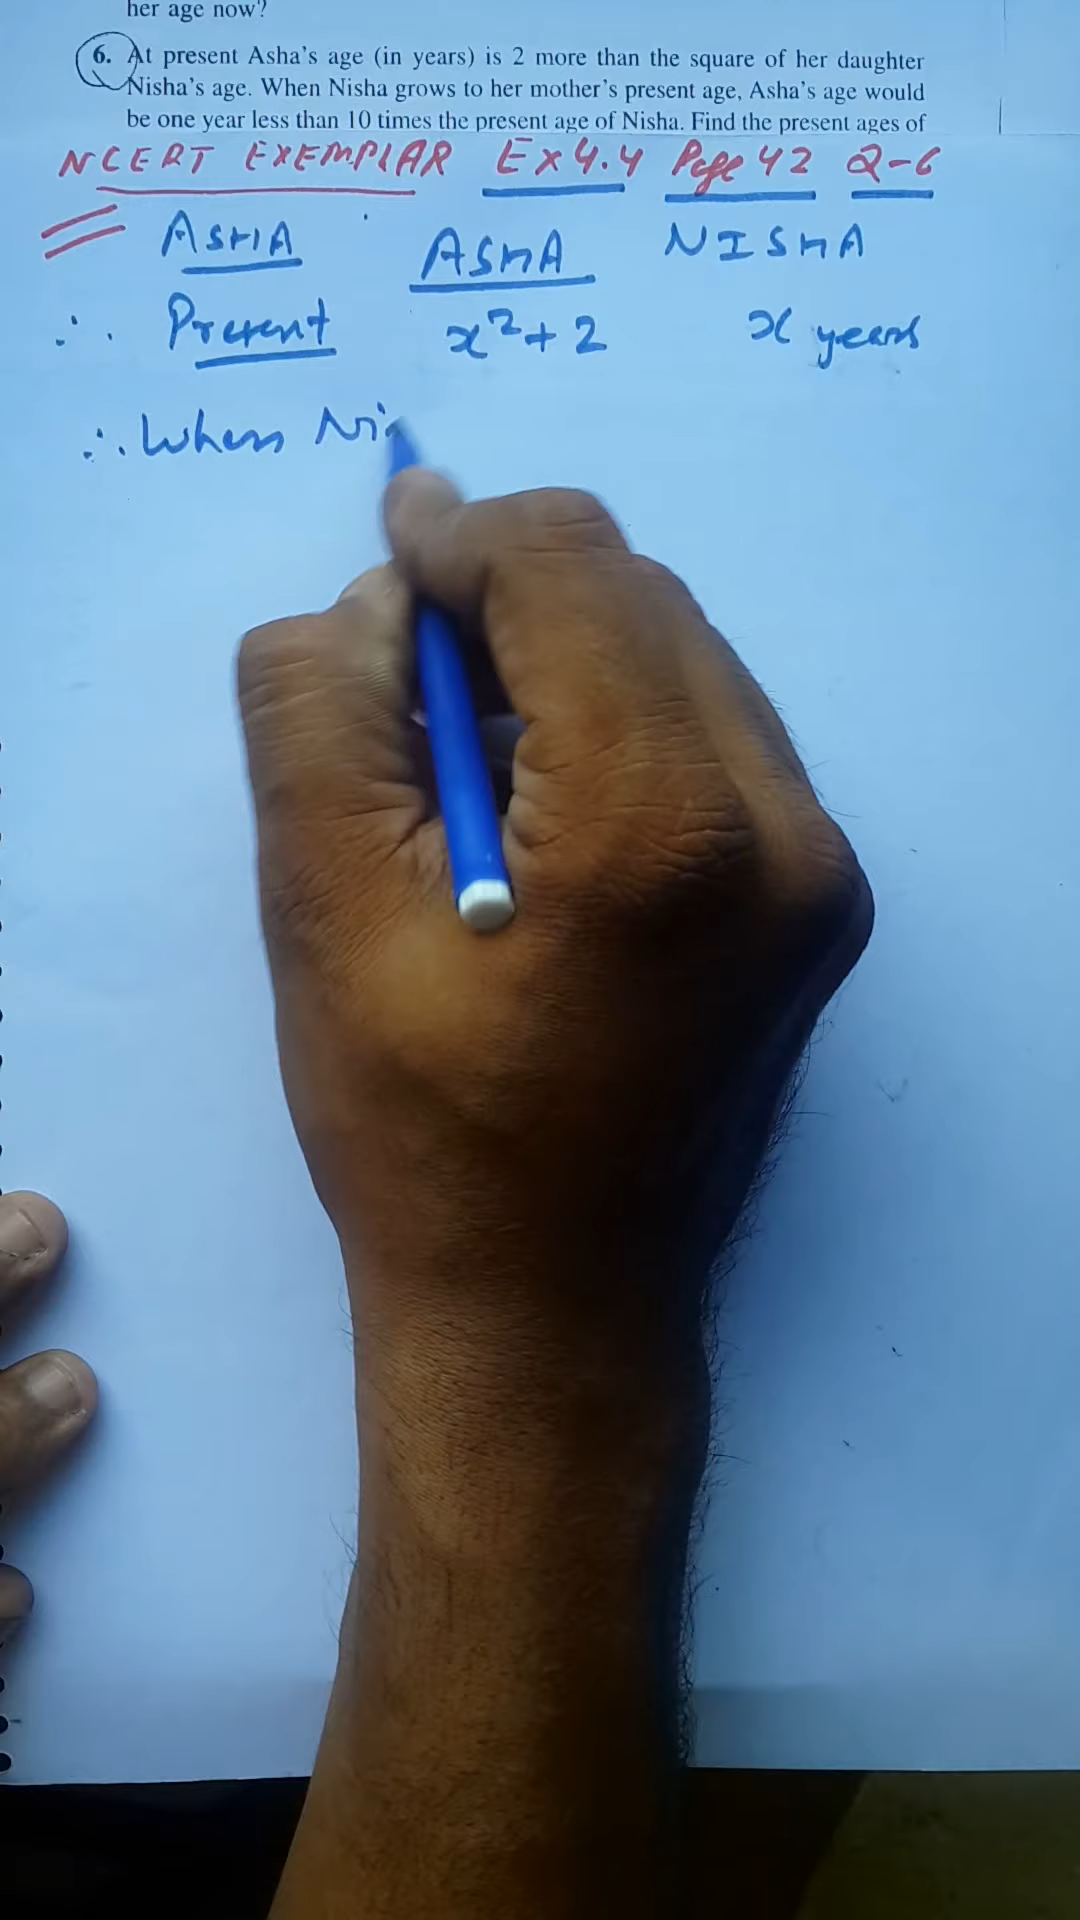 her age now?
6. At present Asha's age (in years) is 2 more than the square of her daughter
Nisha's age. When Nisha grows to her mother's present age, Asha's age would
be one year less than 10 times the present age of Nisha. Find the present ages of
NCERT EXEMPLAR Ex 4.4 Page 42 Q-6
ASHA ASHA NISHA
∴ Present x²+2 x years
∴ When Ni